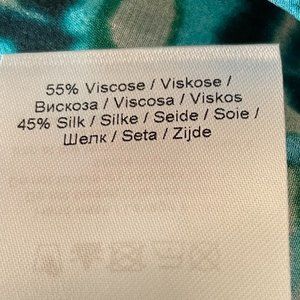 55% Viscose / Viskose /
Вискоза / Viscosa / Viskos
45% Silk / Silke / Seide / Soie /
Шелк / Seta / Zijde